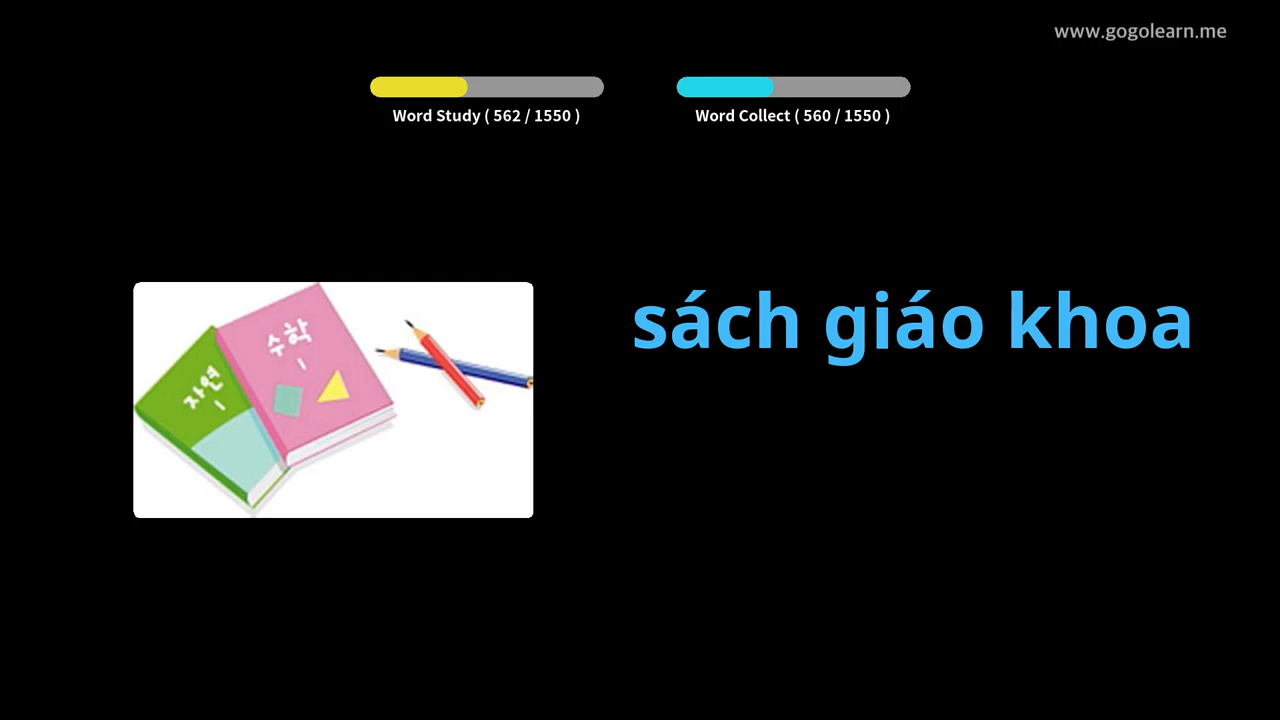 www.gogolearn.me
Word Study ( 562 / 1550 )
Word Collect ( 560 / 1550 )
sách giáo khoa
수학
1
자연
1